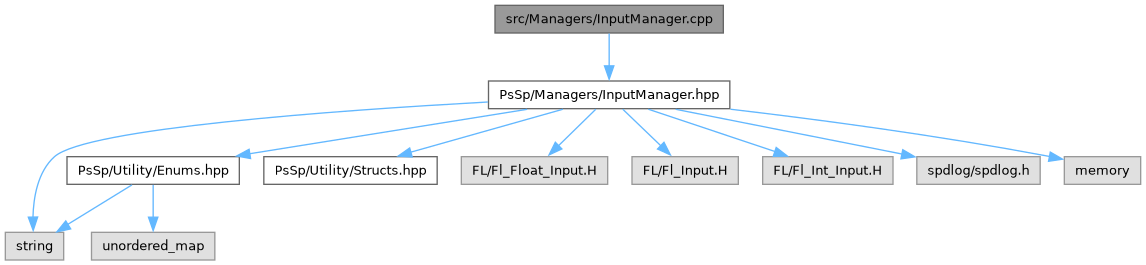 src/Managers/InputManager.cpp
PsSp/Managers/InputManager.hpp
PsSp/Utility/Enums.hpp
PsSp/Utility/Structs.hpp
FL/Fl_Float_Input.H
FL/Fl_Input.H
FL/Fl_Int_Input.H
spdlog/spdlog.h
memory
string
unordered_map